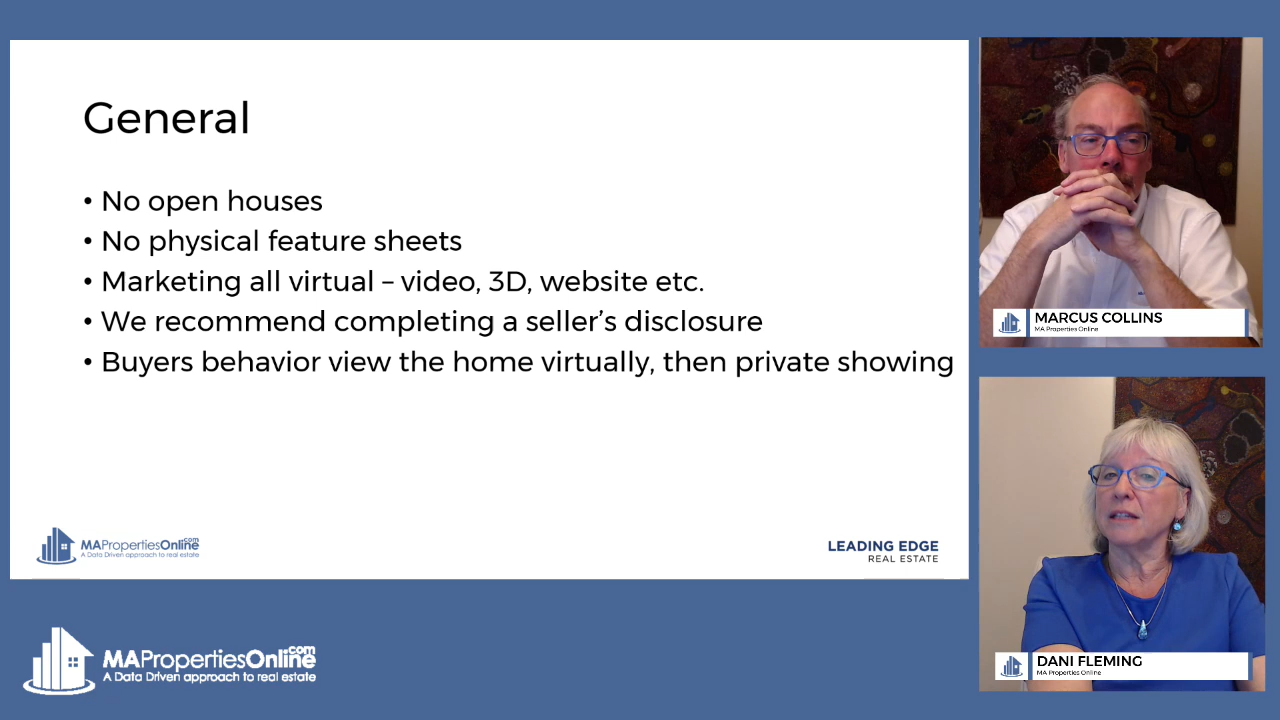 General
• No open houses
• No physical feature sheets
• Marketing all virtual – video, 3D, website etc.
• We recommend completing a seller’s disclosure
• Buyers behavior view the home virtually, then private showing
MAPropertiesOnline.com
A Data Driven approach to real estate
LEADING EDGE
REAL ESTATE
MARCUS COLLINS
MA Properties Online
DANI FLEMING
MA Properties Online
MAPropertiesOnline.com
A Data Driven approach to real estate